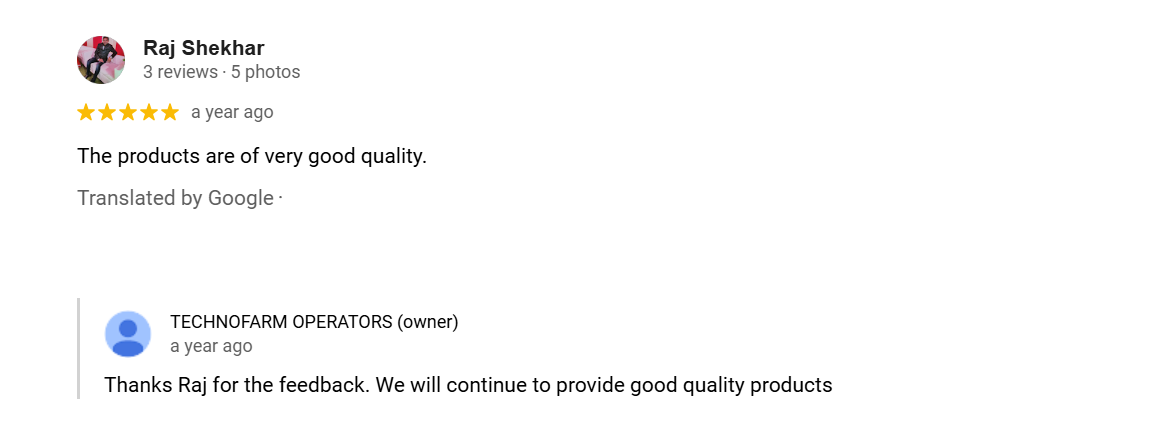 Raj Shekhar
3 reviews · 5 photos
a year ago
The products are of very good quality.
Translated by Google ·
TECHNOFARM OPERATORS (owner)
a year ago
Thanks Raj for the feedback. We will continue to provide good quality products